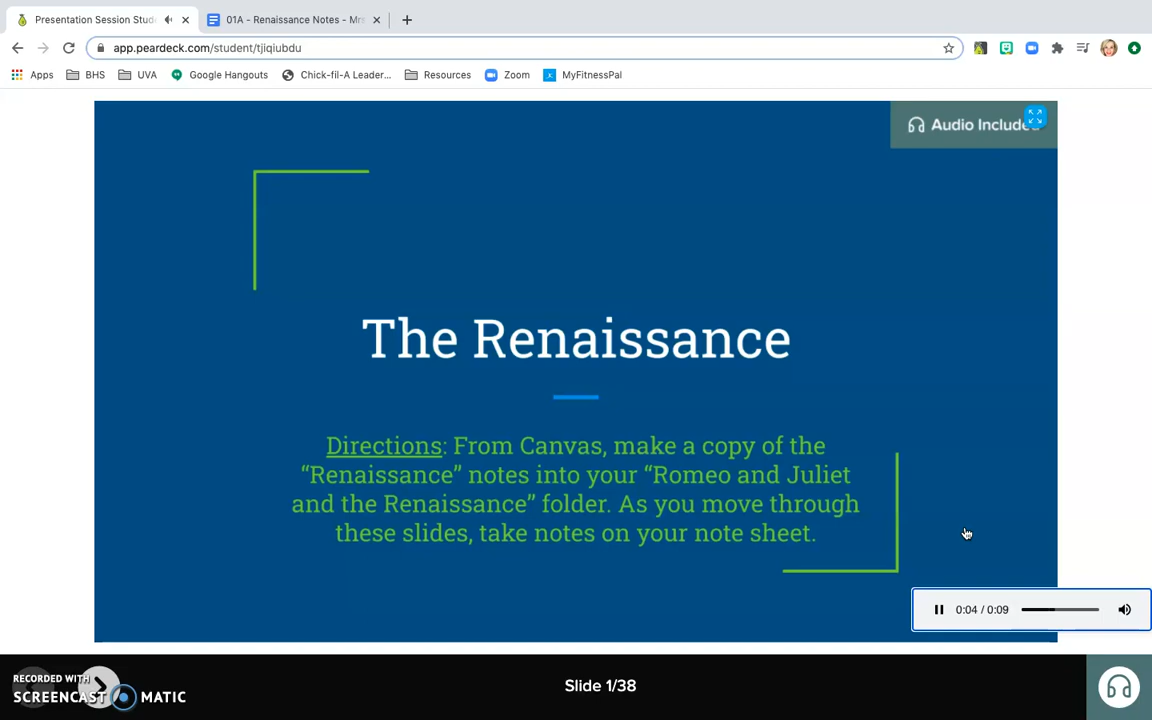 Presentation Session Stud
01A - Renaissance Notes - Mr
app.peardeck.com/student/tjiqiubdu
Apps
BHS
UVA
Google Hangouts
Chick-fil-A Leader...
Resources
Zoom
MyFitnessPal
Audio Include
The Renaissance
Directions: From Canvas, make a copy of the
“Renaissance” notes into your “Romeo and Juliet
and the Renaissance” folder. As you move through
these slides, take notes on your note sheet.
0:04 / 0:09
RECORDED WITH
SCREENCAST MATIC
Slide 1/38